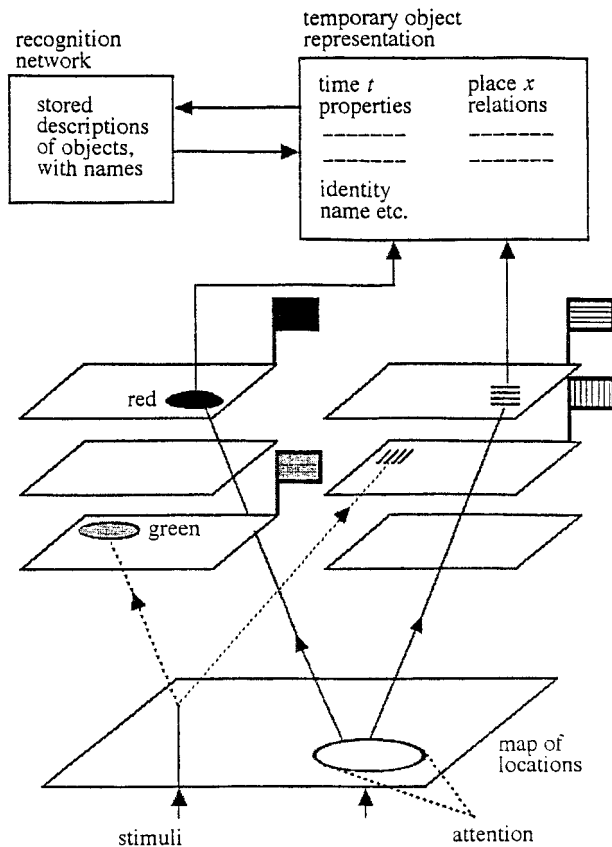 recognition
network
temporary object
representation
stored
descriptions
of objects,
with names
time t
properties
place x
relations
identity
name etc.
red
green
map of
locations
stimuli
attention